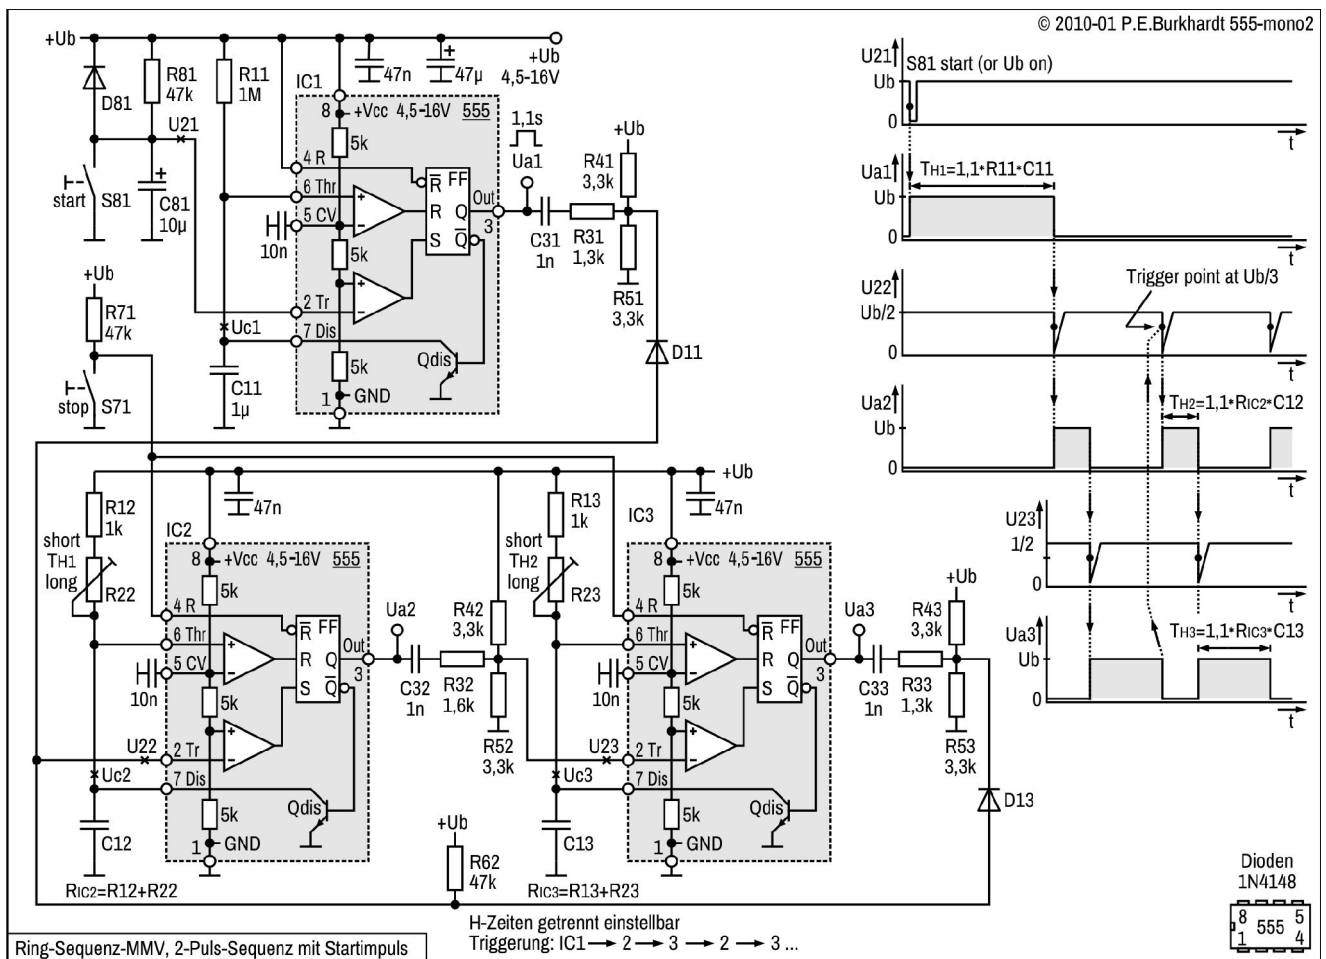 © 2010-01 P.E.Burkhardt 555-mono2
+Ub
R81
47k
D81
R11
1M
U21
start
S81
C81
10µ
+
47n
47µ
+
+Ub
4,5-16V
IC1
8
+Vcc 4,5-16V 555
5k
4 R
6 Thr
5 CV
10n
5k
2 Tr
7 Dis
5k
1
GND
R
FF
R
Q
S
Q
Out
3
Qdis
+
-
+
-
Uc1
C11
1µ
1,1s
Ua1
C31
1n
R31
1,3k
+Ub
R41
3,3k
R51
3,3k
D11
+Ub
R71
47k
stop
S71
R12
1k
short
TH1
long
R22
47n
IC2
8
+Vcc 4,5-16V 555
5k
4 R
6 Thr
5 CV
10n
5k
U22
2 Tr
Uc2
7 Dis
5k
1
GND
R
FF
R
Q
S
Q
Out
3
Qdis
+
-
+
-
C12
RIC2=R12+R22
Ua2
C32
1n
R32
1,6k
R42
3,3k
R52
3,3k
+Ub
R62
47k
R13
1k
short
TH2
long
R23
+Ub
47n
IC3
8
+Vcc 4,5-16V 555
5k
4 R
6 Thr
5 CV
10n
5k
U23
2 Tr
Uc3
7 Dis
5k
1
GND
R
FF
R
Q
S
Q
Out
3
Qdis
+
-
+
-
C13
RIC3=R13+R23
Ua3
C33
1n
R33
1,3k
+Ub
R43
3,3k
R53
3,3k
D13
U21
Ub
0
S81 start (or Ub on)
t
Ua1
Ub
0
TH1=1,1*R11*C11
t
U22
Ub/2
0
Trigger point at Ub/3
t
Ua2
Ub
0
TH2=1,1*RIC2*C12
t
U23
1/2
0
t
Ua3
Ub
0
TH3=1,1*RIC3*C13
t
Dioden
1N4148
8 5
555
1 4
H-Zeiten getrennt einstellbar
Triggerung: IC1 → 2 → 3 → 2 → 3 ...
Ring-Sequenz-MMV, 2-Puls-Sequenz mit Startimpuls